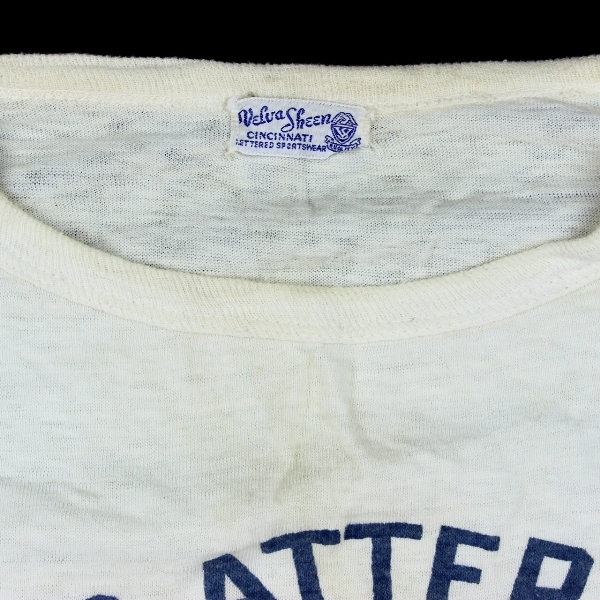 Velva Sheen
CINCINNATI
LETTERED SPORTSWEAR
ATTER